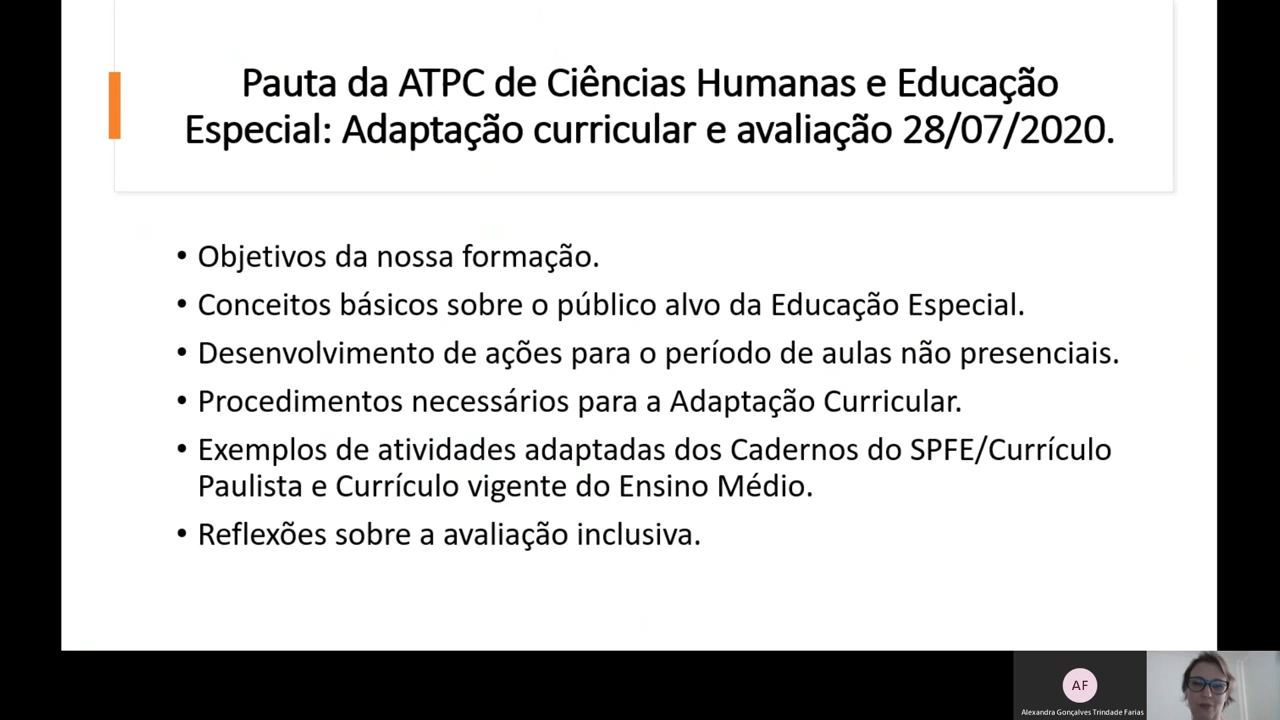 Pauta da ATPC de Ciências Humanas e Educação
Especial: Adaptação curricular e avaliação 28/07/2020.
• Objetivos da nossa formação.
• Conceitos básicos sobre o público alvo da Educação Especial.
• Desenvolvimento de ações para o período de aulas não presenciais.
• Procedimentos necessários para a Adaptação Curricular.
• Exemplos de atividades adaptadas dos Cadernos do SPFE/Currículo
Paulista e Currículo vigente do Ensino Médio.
• Reflexões sobre a avaliação inclusiva.
AF
Alexandra Gonçalves Trindade Farias